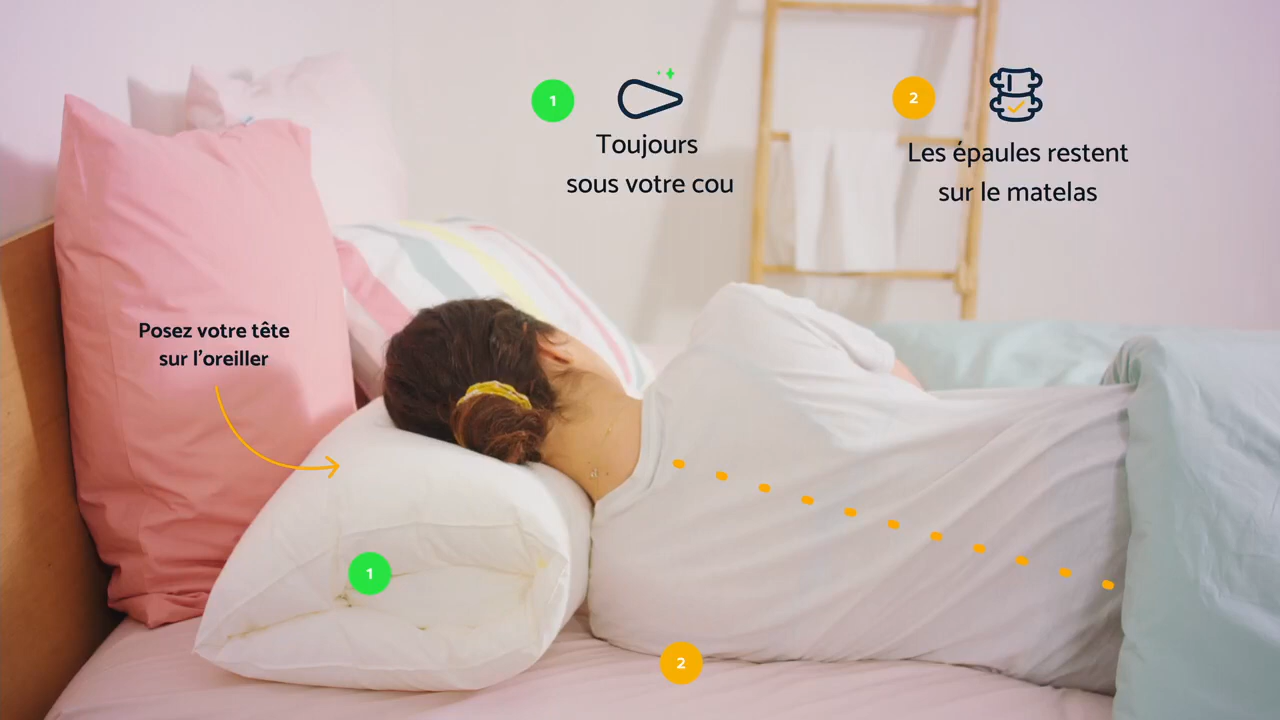 1
Toujours
sous votre cou
2
Les épaules restent
sur le matelas
Posez votre tête
sur l'oreiller
1
2